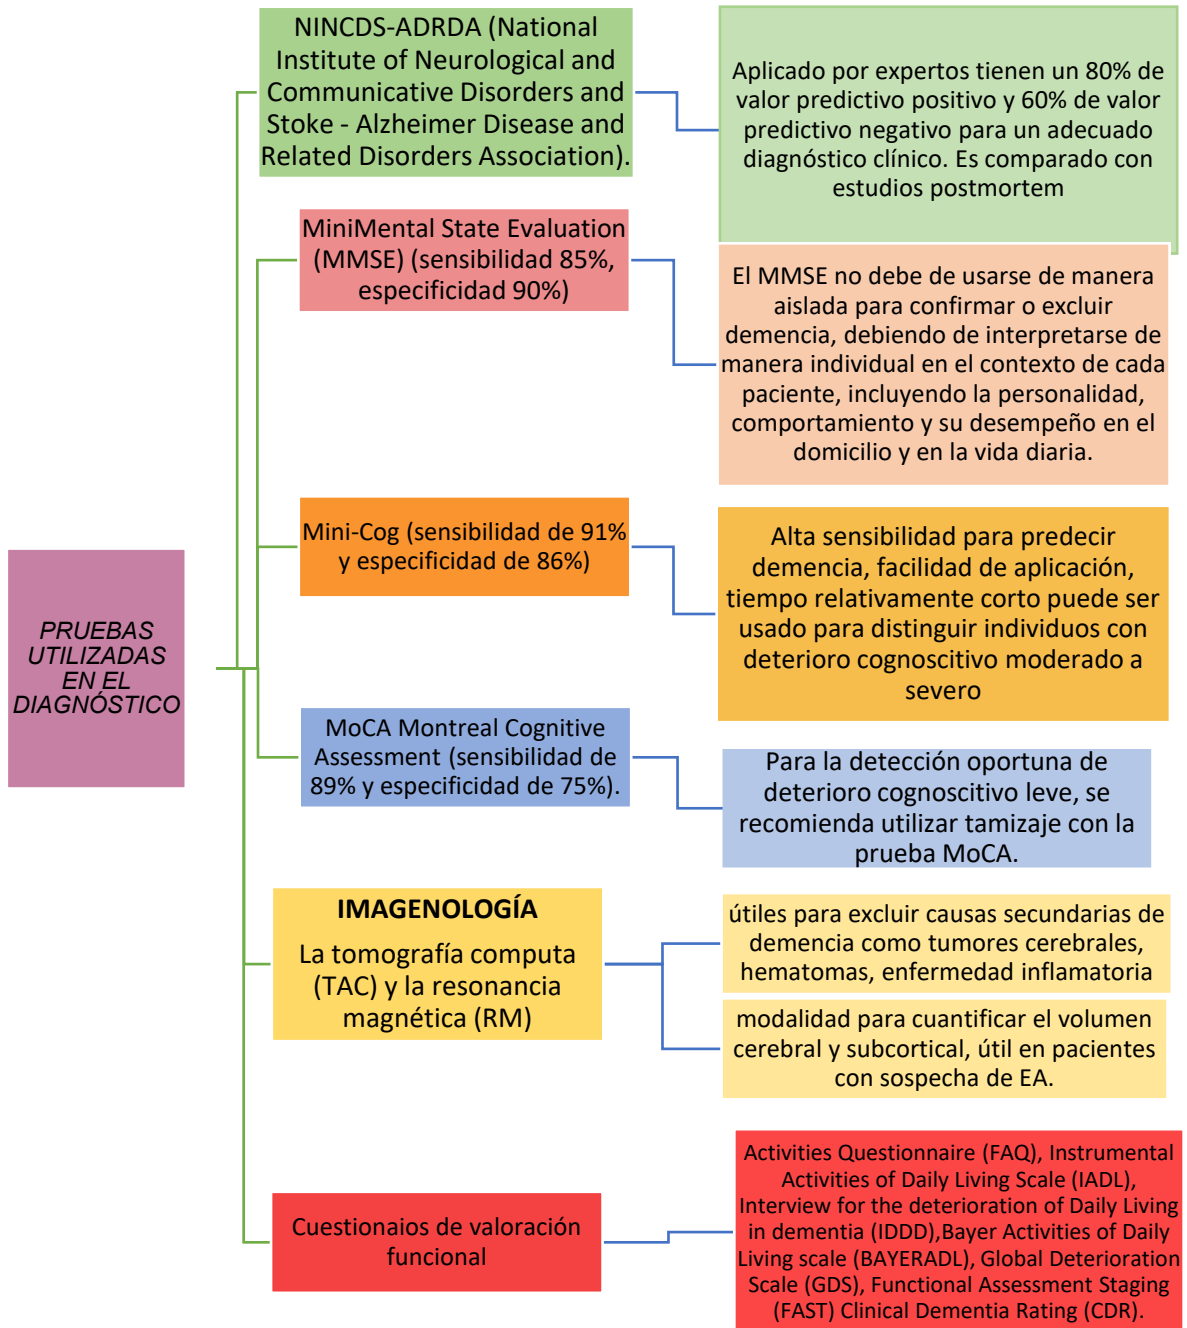 PRUEBAS
UTILIZADAS
EN EL
DIAGNÓSTICO
NINCDS-ADRDA (National
Institute of Neurological and
Communicative Disorders and
Stoke - Alzheimer Disease and
Related Disorders Association).
Aplicado por expertos tienen un 80% de
valor predictivo positivo y 60% de valor
predictivo negativo para un adecuado
diagnóstico clínico. Es comparado con
estudios postmortem
MiniMental State Evaluation
(MMSE) (sensibilidad 85%,
especificidad 90%)
El MMSE no debe de usarse de manera
aislada para confirmar o excluir
demencia, debiendo de interpretarse de
manera individual en el contexto de cada
paciente, incluyendo la personalidad,
comportamiento y su desempeño en el
domicilio y en la vida diaria.
Mini-Cog (sensibilidad de 91%
y especificidad de 86%)
Alta sensibilidad para predecir
demencia, facilidad de aplicación,
tiempo relativamente corto puede ser
usado para distinguir individuos con
deterioro cognoscitivo moderado a
severo
MoCA Montreal Cognitive
Assessment (sensibilidad de
89% y especificidad de 75%).
Para la detección oportuna de
deterioro cognoscitivo leve, se
recomienda utilizar tamizaje con la
prueba MoCA.
IMAGENOLOGÍA
La tomografía computa
(TAC) y la resonancia
magnética (RM)
útiles para excluir causas secundarias de
demencia como tumores cerebrales,
hematomas, enfermedad inflamatoria
modalidad para cuantificar el volumen
cerebral y subcortical, útil en pacientes
con sospecha de EA.
Cuestionaios de valoración
funcional
Activities Questionnaire (FAQ), Instrumental
Activities of Daily Living Scale (IADL),
Interview for the deterioration of Daily Living
in dementia (IDDD),Bayer Activities of Daily
Living scale (BAYERADL), Global Deterioration
Scale (GDS), Functional Assessment Staging
(FAST) Clinical Dementia Rating (CDR).